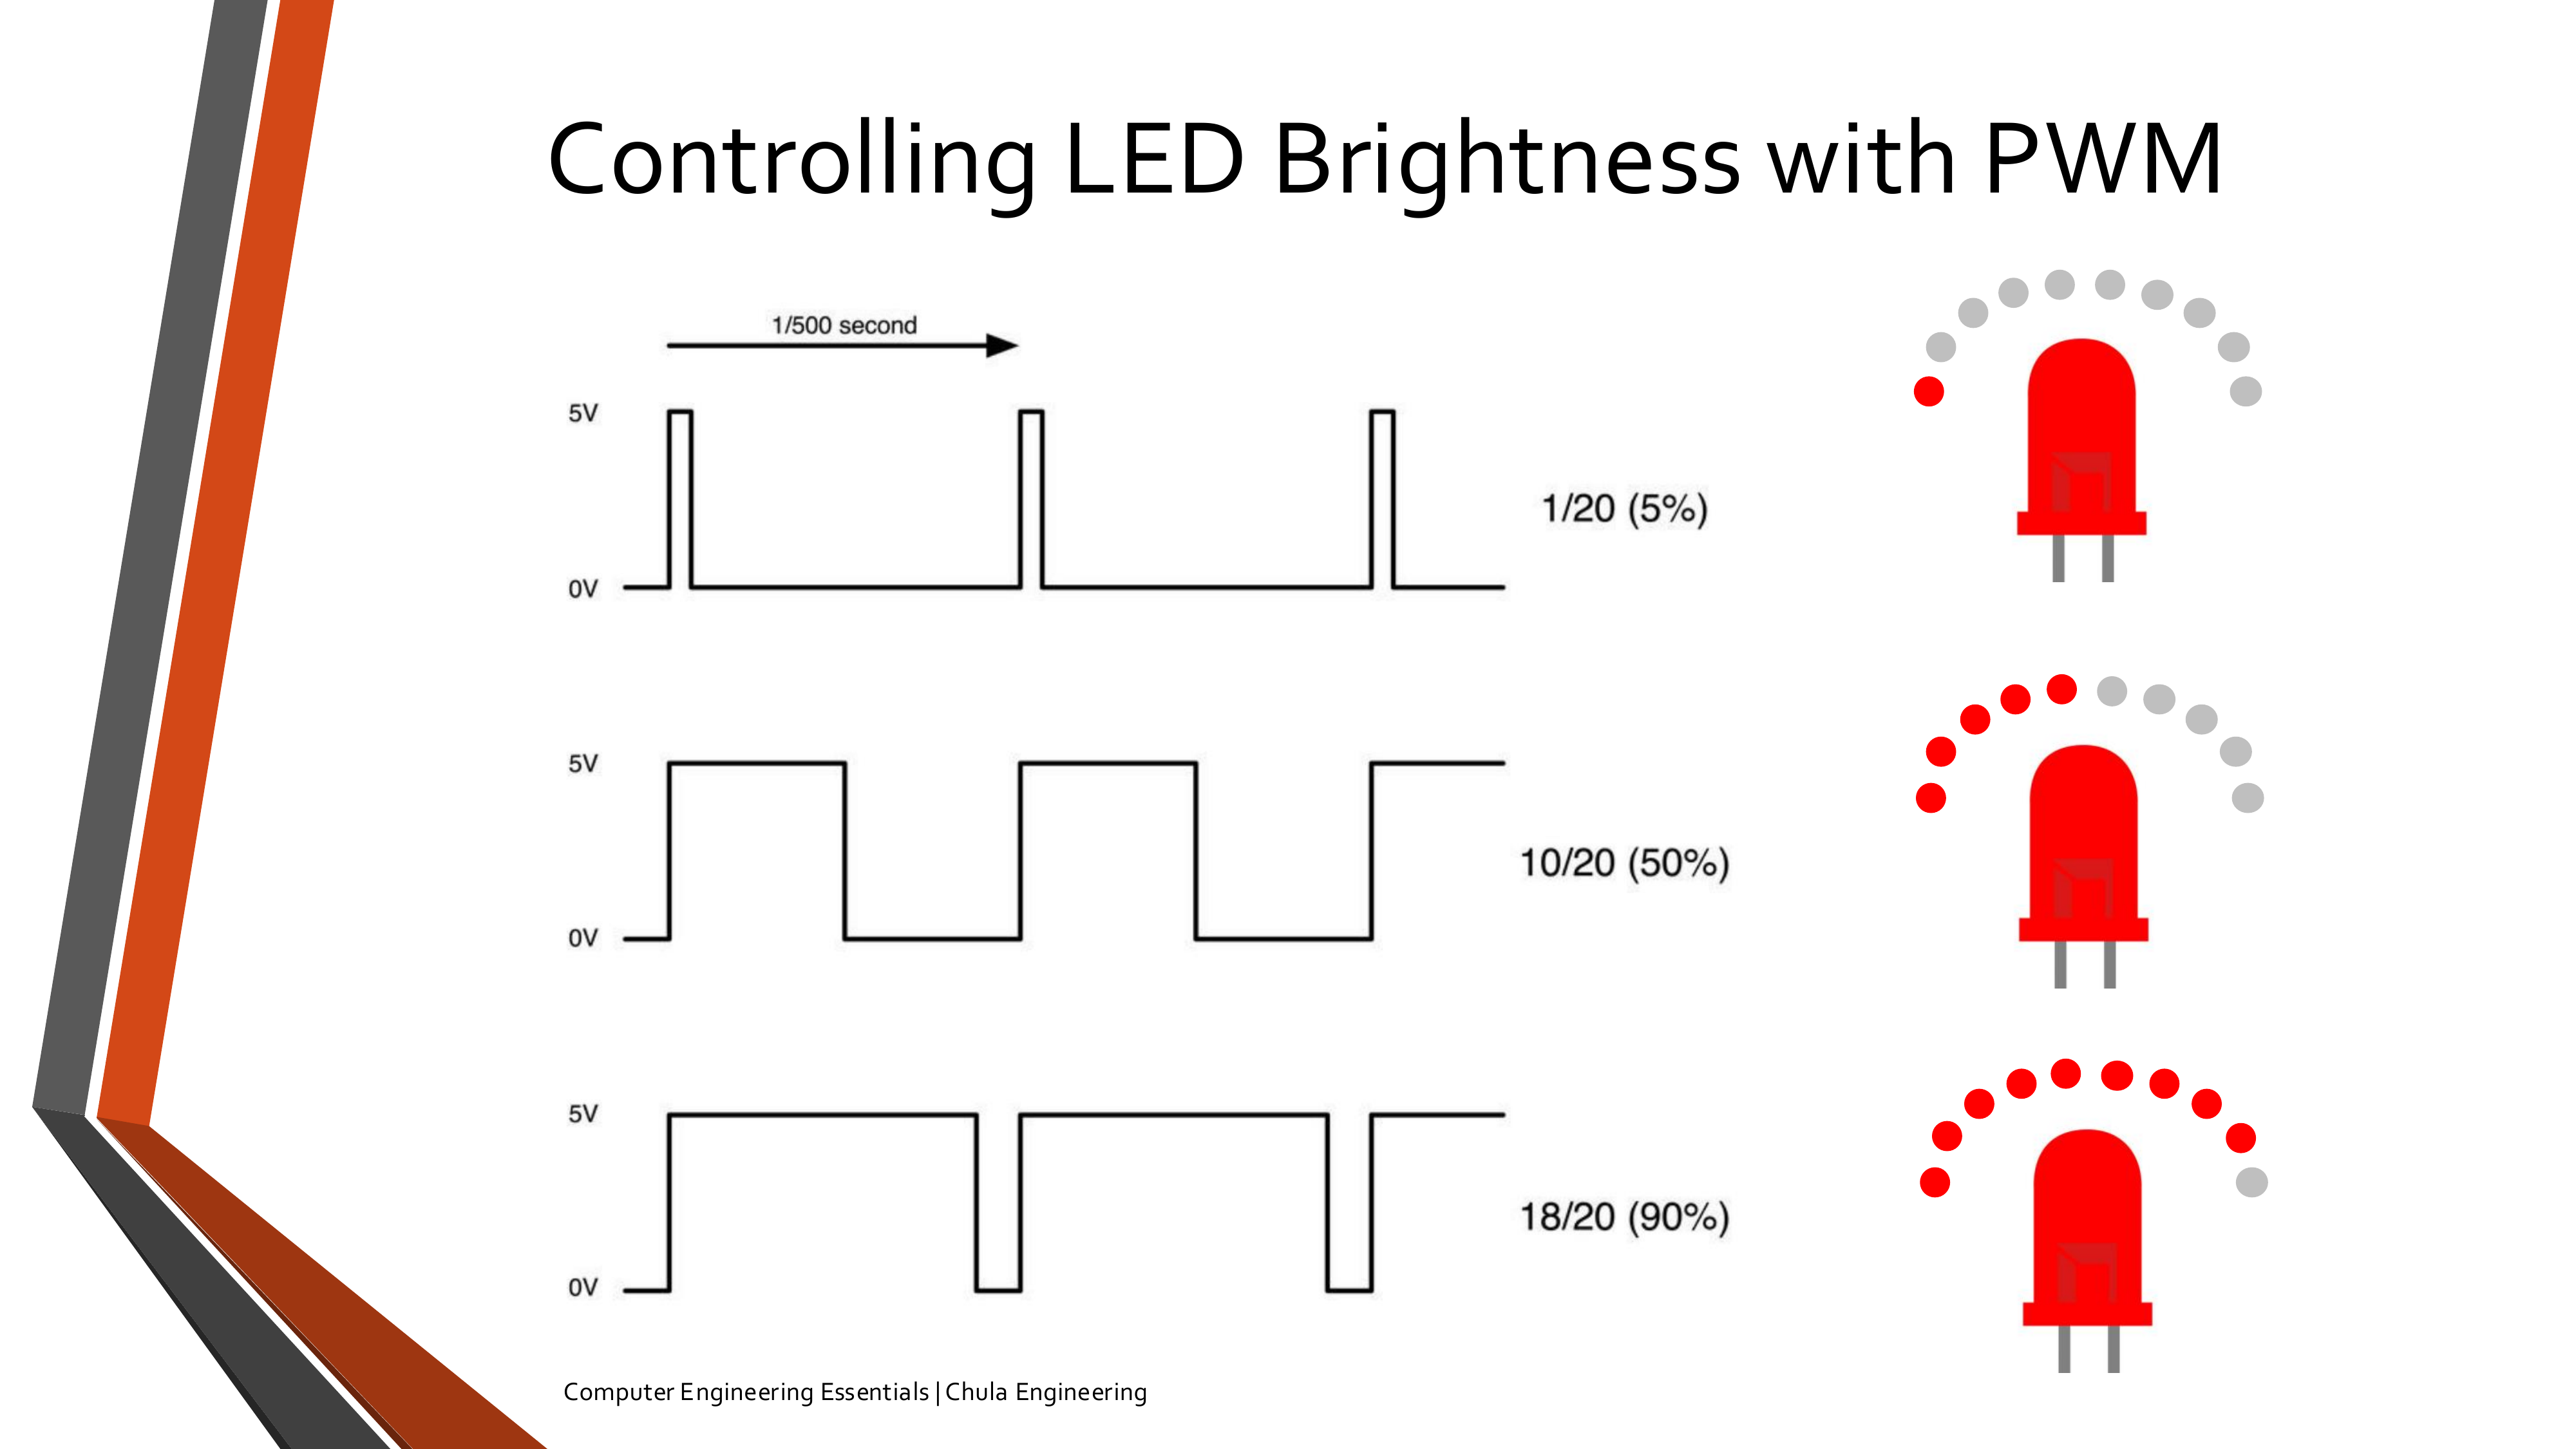 Controlling LED Brightness with PWM
1/500 second
5V
0V
1/20 (5%)
5V
0V
10/20 (50%)
5V
0V
18/20 (90%)
Computer Engineering Essentials | Chula Engineering